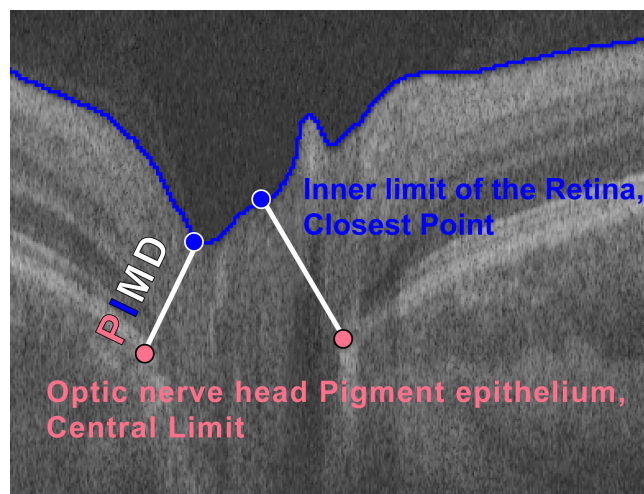 Inner limit of the Retina,
Closest Point
PIMD
Optic nerve head Pigment epithelium,
Central Limit